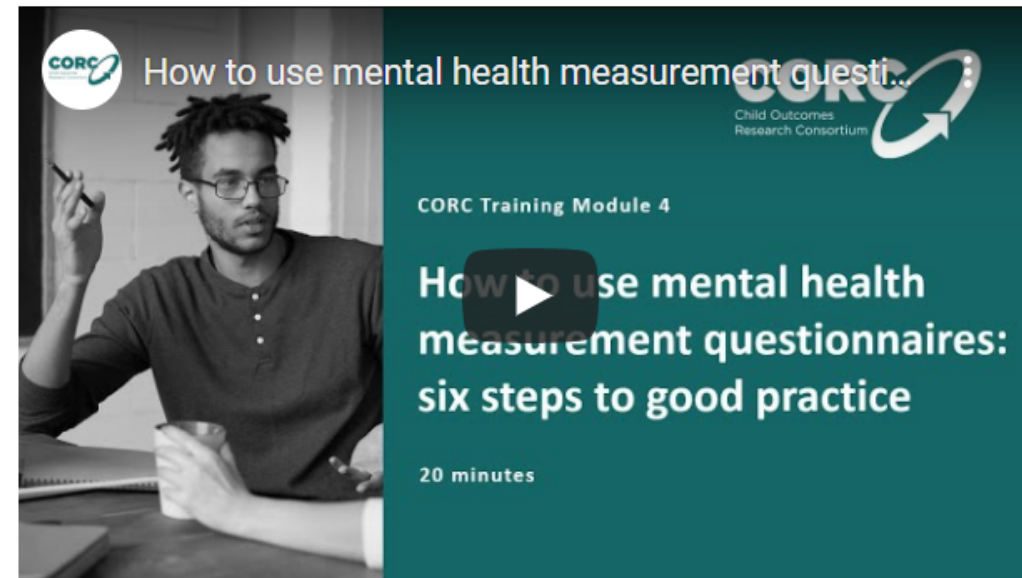 CORC
How to use mental health measurement questi...
CORC
Child Outcomes
Research Consortium
CORC Training Module 4
How to use mental health
measurement questionnaires:
six steps to good practice
20 minutes